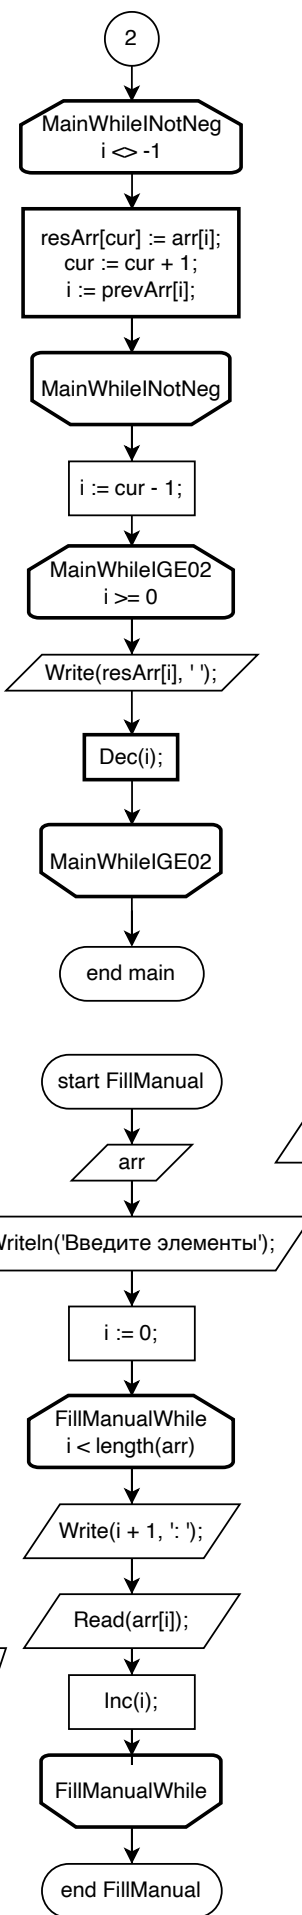 2
MainWhileINotNeg
i <> -1
resArr[cur] := arr[i];
cur := cur + 1;
i := prevArr[i];
MainWhileINotNeg
i := cur - 1;
MainWhileIGE02
i >= 0
Write(resArr[i], ' ');
Dec(i);
MainWhileIGE02
end main
start FillManual
arr
Writeln('Введите элементы');
i := 0;
FillManualWhile
i < length(arr)
Write(i + 1, ': ');
Read(arr[i]);
Inc(i);
FillManualWhile
end FillManual